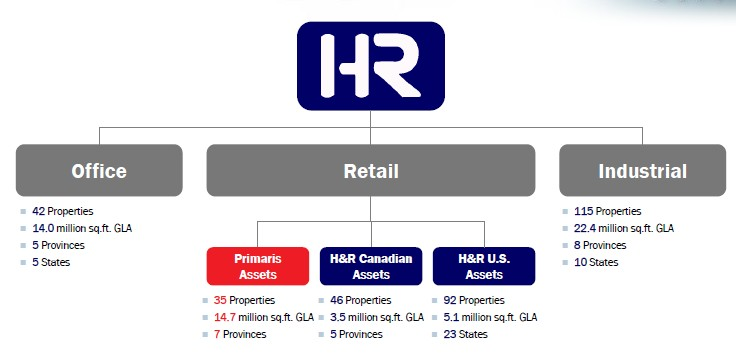 HR
Office
Retail
Industrial
42 Properties
14.0 million sq.ft. GLA
5 Provinces
5 States
115 Properties
22.4 million sq.ft. GLA
8 Provinces
10 States
Primaris
Assets
H&R Canadian
Assets
H&R U.S.
Assets
35 Properties
14.7 million sq.ft. GLA
7 Provinces
46 Properties
3.5 million sq.ft. GLA
5 Provinces
92 Properties
5.1 million sq.ft. GLA
23 States